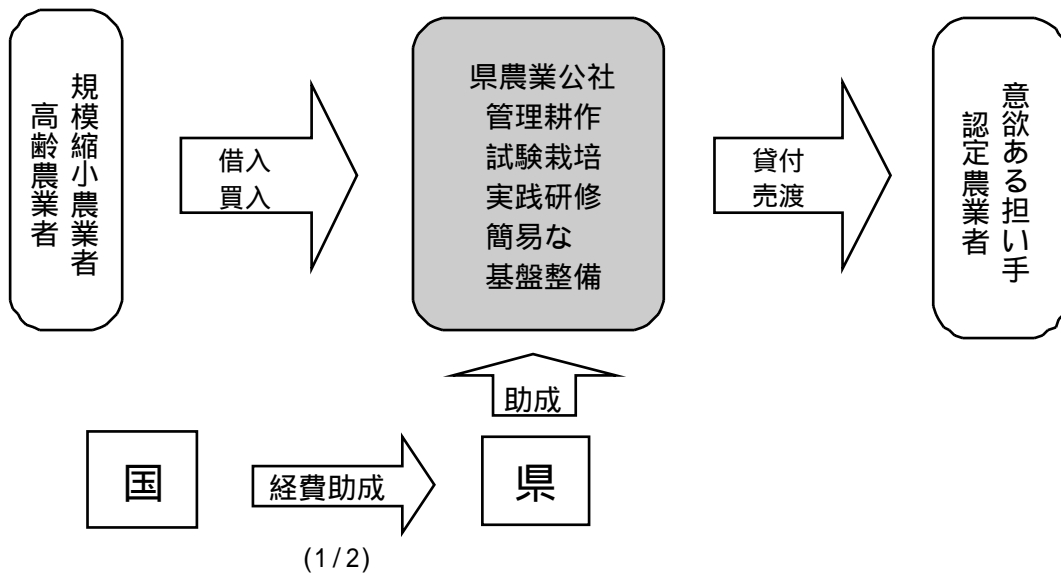 規模縮小農業者
高齢農業者
借入
買入
県農業公社
管理耕作
試験栽培
実践研修
簡易な
基盤整備
貸付
売渡
意欲ある担い手
認定農業者
助成
国
経費助成
県
(1/2)